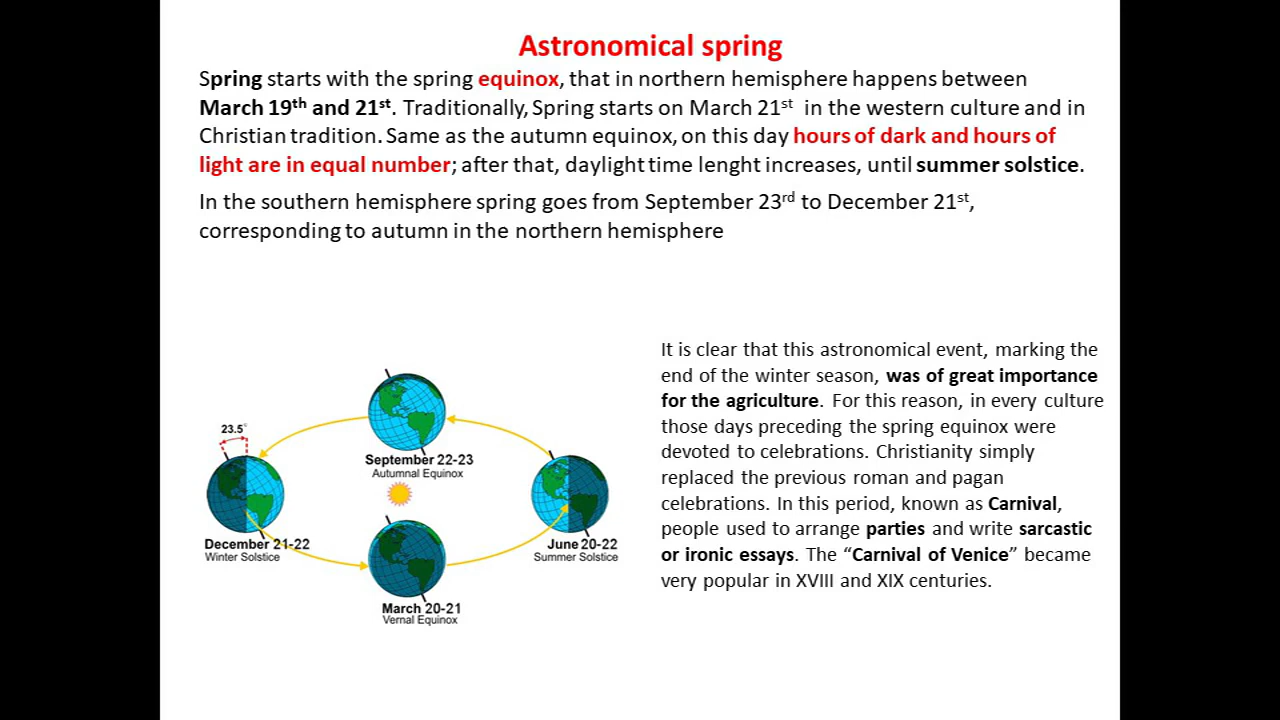 Astronomical spring
Spring starts with the spring equinox, that in northern hemisphere happens between
March 19th and 21st. Traditionally, Spring starts on March 21st in the western culture and in
Christian tradition. Same as the autumn equinox, on this day hours of dark and hours of
light are in equal number; after that, daylight time lenght increases, until summer solstice.
In the southern hemisphere spring goes from September 23rd to December 21st,
corresponding to autumn in the northern hemisphere
It is clear that this astronomical event, marking the
end of the winter season, was of great importance
for the agriculture. For this reason, in every culture
those days preceding the spring equinox were
devoted to celebrations. Christianity simply
replaced the previous roman and pagan
celebrations. In this period, known as Carnival,
people used to arrange parties and write sarcastic
or ironic essays. The “Carnival of Venice” became
very popular in XVIII and XIX centuries.
23.5°
September 22-23
Autumnal Equinox
December 21-22
Winter Solstice
June 20-22
Summer Solstice
March 20-21
Vernal Equinox